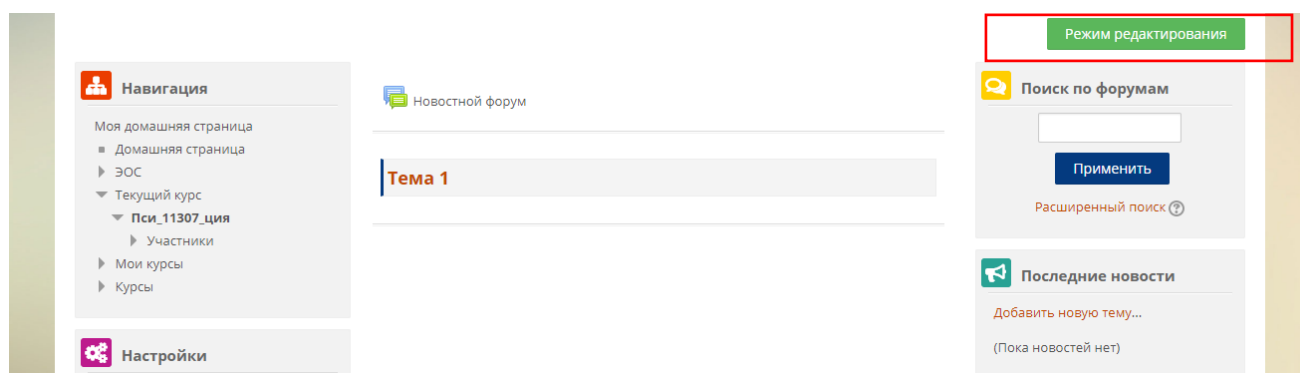 Режим редактирования
Навигация
Моя домашняя страница
Домашняя страница
ЭОС
Текущий курс
Пси_11307_ция
Участники
Мои курсы
Курсы
Настройки
Новостной форум
Тема 1
Поиск по форумам
Применить
Расширенный поиск
Последние новости
Добавить новую тему...
(Пока новостей нет)